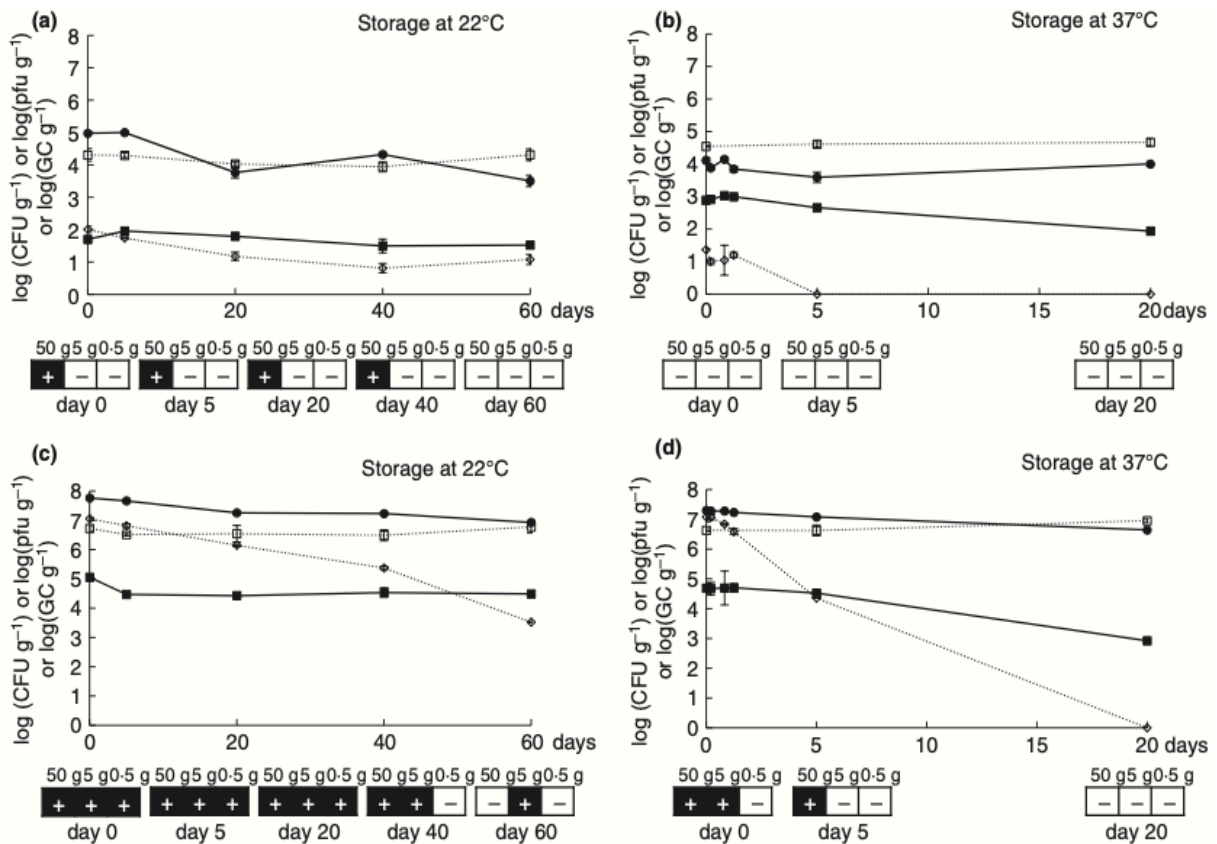 (a)
Storage at 22°C
log (CFU g⁻¹) or log(pfu g⁻¹)
or log(GC g⁻¹)
8
7
6
5
4
3
2
1
0
0 20 40 60 days
50 g5 g0·5 g 50 g5 g0·5 g 50 g5 g0·5 g 50 g5 g0·5 g 50 g5 g0·5 g
+ − − + − − + − − + − − − − −
day 0 day 5 day 20 day 40 day 60
(b)
Storage at 37°C
log (CFU g⁻¹) or log(pfu g⁻¹)
or log(GC g⁻¹)
8
7
6
5
4
3
2
1
0
0 5 10 15 20 days
50 g5 g0·5 g 50 g5 g0·5 g 50 g5 g0·5 g
− − − − − − − − −
day 0 day 5 day 20
(c)
Storage at 22°C
log (CFU g⁻¹) or log(pfu g⁻¹)
or log(GC g⁻¹)
8
7
6
5
4
3
2
1
0
0 20 40 60 days
50 g5 g0·5 g 50 g5 g0·5 g 50 g5 g0·5 g 50 g5 g0·5 g 50 g5 g0·5 g
+ + + + + + + + + + + − − + −
day 0 day 5 day 20 day 40 day 60
(d)
Storage at 37°C
log (CFU g⁻¹) or log(pfu g⁻¹)
or log(GC g⁻¹)
8
7
6
5
4
3
2
1
0
0 5 10 15 20 days
50 g5 g0·5 g 50 g5 g0·5 g 50 g5 g0·5 g
+ + − + − − − − −
day 0 day 5 day 20